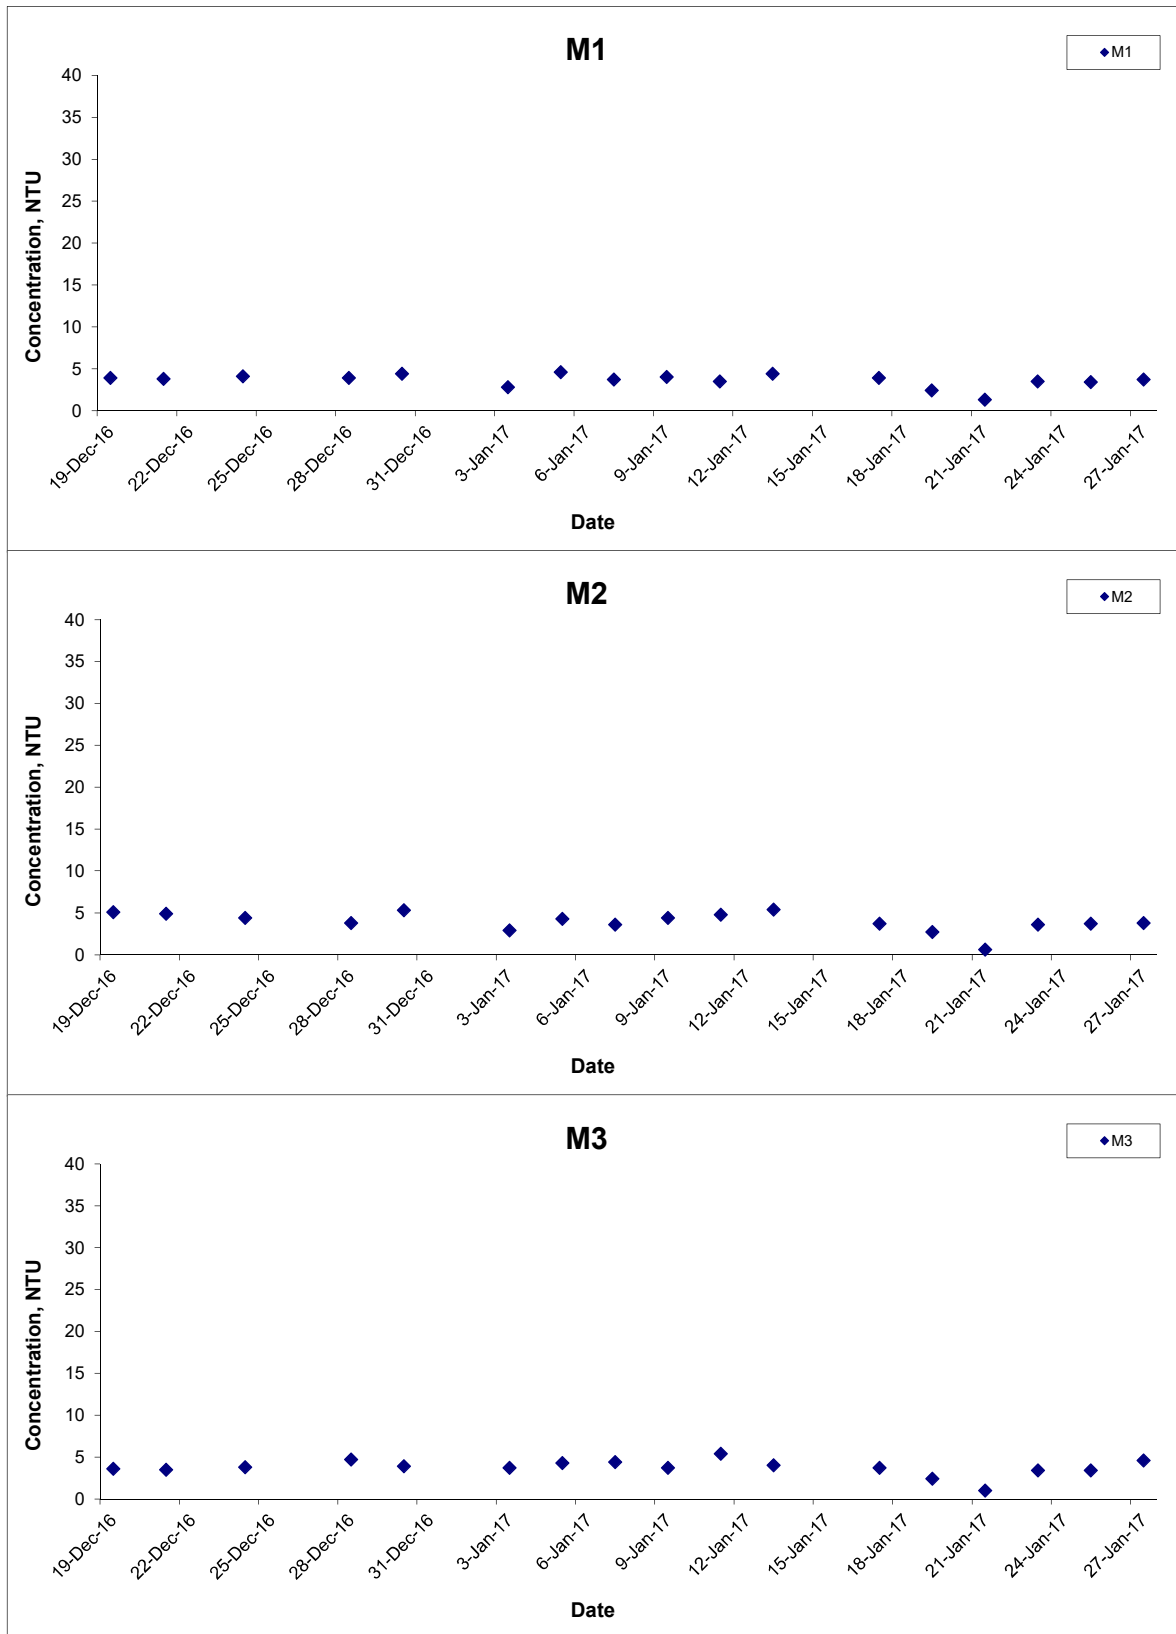 M1
M1
40
35
30
25
20
15
10
5
0
Concentration, NTU
19-Dec-16
22-Dec-16
25-Dec-16
28-Dec-16
31-Dec-16
3-Jan-17
6-Jan-17
9-Jan-17
12-Jan-17
15-Jan-17
18-Jan-17
21-Jan-17
24-Jan-17
27-Jan-17
Date
M2
M2
40
35
30
25
20
15
10
5
0
Concentration, NTU
19-Dec-16
22-Dec-16
25-Dec-16
28-Dec-16
31-Dec-16
3-Jan-17
6-Jan-17
9-Jan-17
12-Jan-17
15-Jan-17
18-Jan-17
21-Jan-17
24-Jan-17
27-Jan-17
Date
M3
M3
40
35
30
25
20
15
10
5
0
Concentration, NTU
19-Dec-16
22-Dec-16
25-Dec-16
28-Dec-16
31-Dec-16
3-Jan-17
6-Jan-17
9-Jan-17
12-Jan-17
15-Jan-17
18-Jan-17
21-Jan-17
24-Jan-17
27-Jan-17
Date